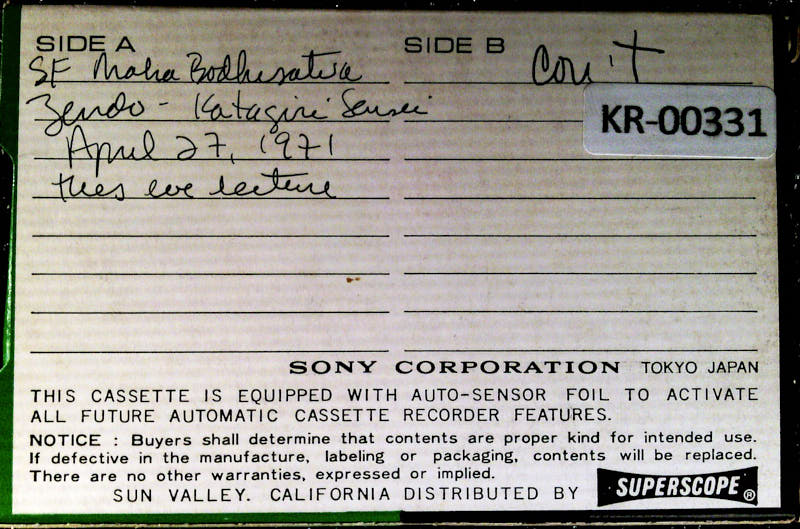 SIDE A
SF Maha Bodhisativa
Zendo - Katagiri Sensei
April 27, 1971
tues eve lecture
SIDE B
Con't
KR-00331
SONY CORPORATION TOKYO JAPAN
THIS CASSETTE IS EQUIPPED WITH AUTO-SENSOR FOIL TO ACTIVATE
ALL FUTURE AUTOMATIC CASSETTE RECORDER FEATURES.
NOTICE : Buyers shall determine that contents are proper kind for intended use.
If defective in the manufacture, labeling or packaging, contents will be replaced.
There are no other warranties, expressed or implied.
SUN VALLEY. CALIFORNIA DISTRIBUTED BY SUPERSCOPE®